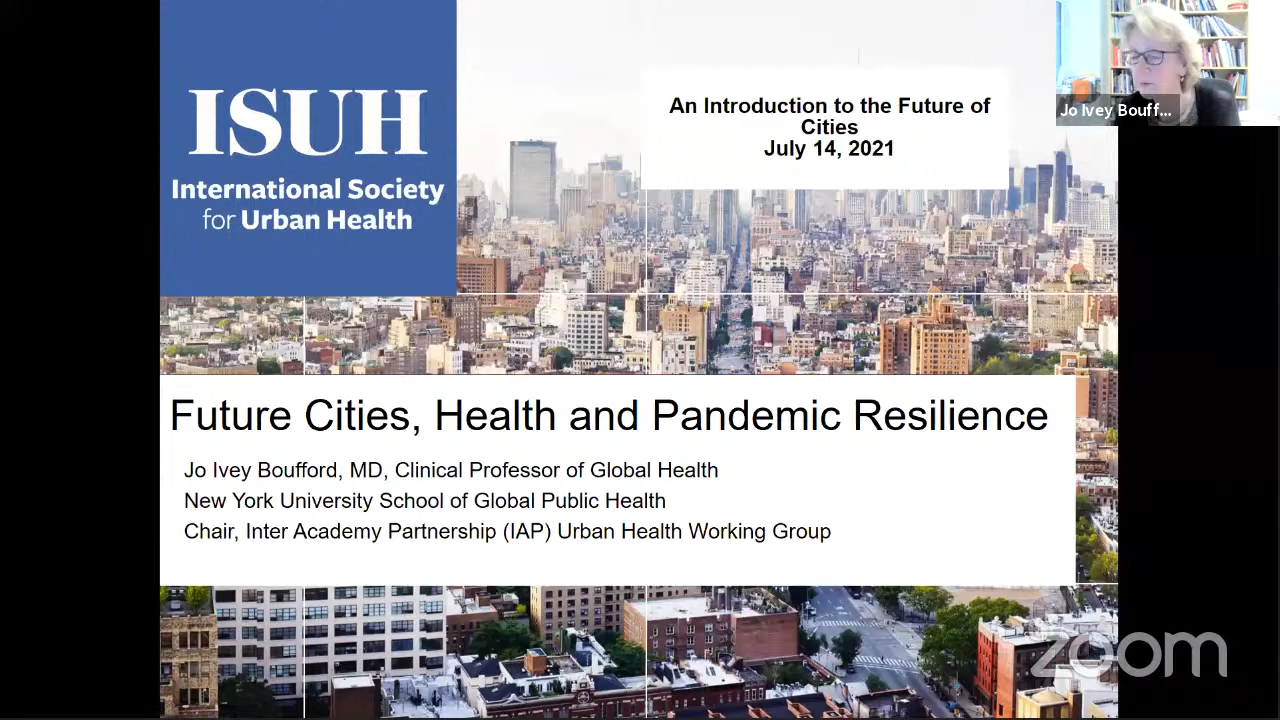 ISUH
International Society
for Urban Health
An Introduction to the Future of
Cities
July 14, 2021
Jo Ivey Bouff...
Future Cities, Health and Pandemic Resilience
Jo Ivey Boufford, MD, Clinical Professor of Global Health
New York University School of Global Public Health
Chair, Inter Academy Partnership (IAP) Urban Health Working Group
zoom